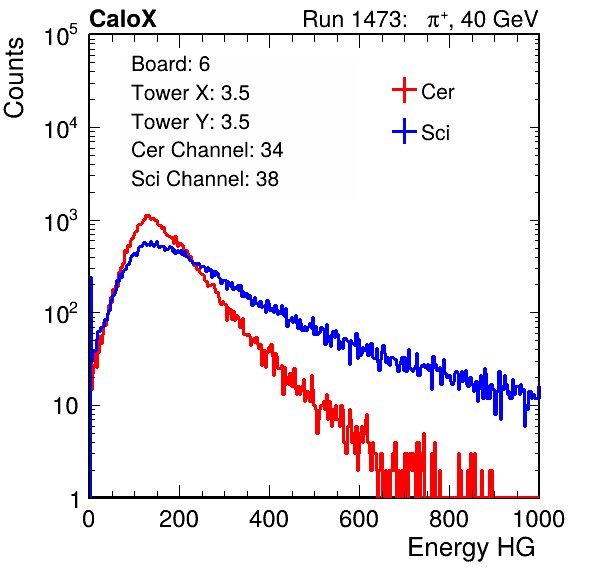 CaloX Run 1473: π⁺, 40 GeV
Counts
Board: 6
Tower X: 3.5
Tower Y: 3.5
Cer Channel: 34
Sci Channel: 38
Cer
Sci
10⁵
10⁴
10³
10²
10
1
0 200 400 600 800 1000
Energy HG